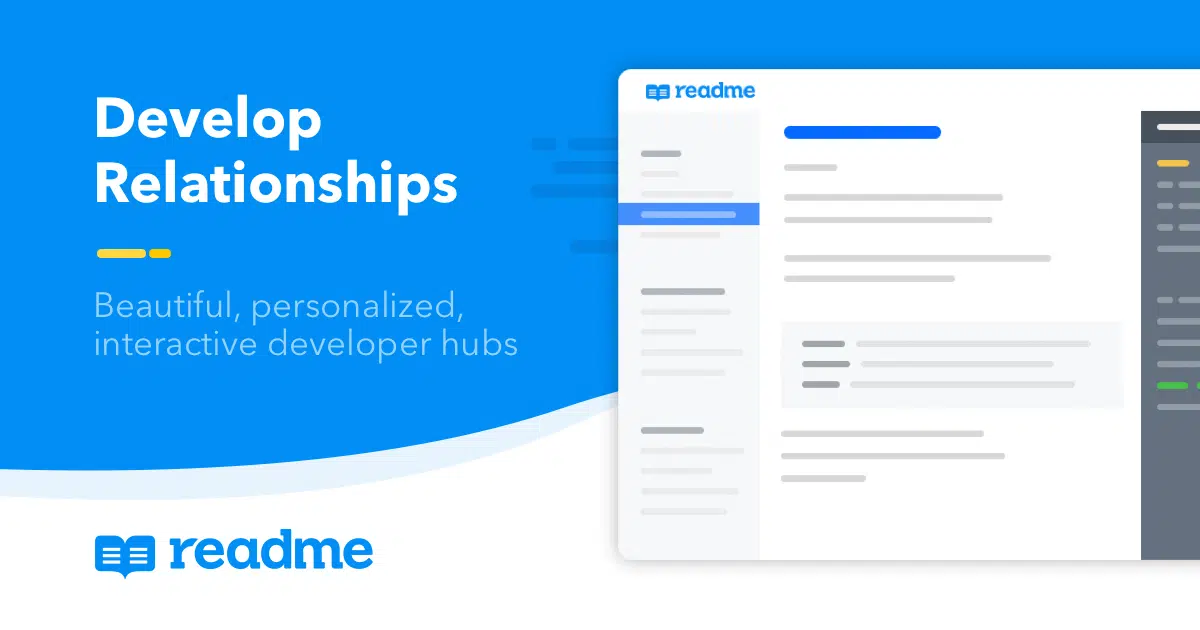 Develop
Relationships
Beautiful, personalized,
interactive developer hubs
readme
readme